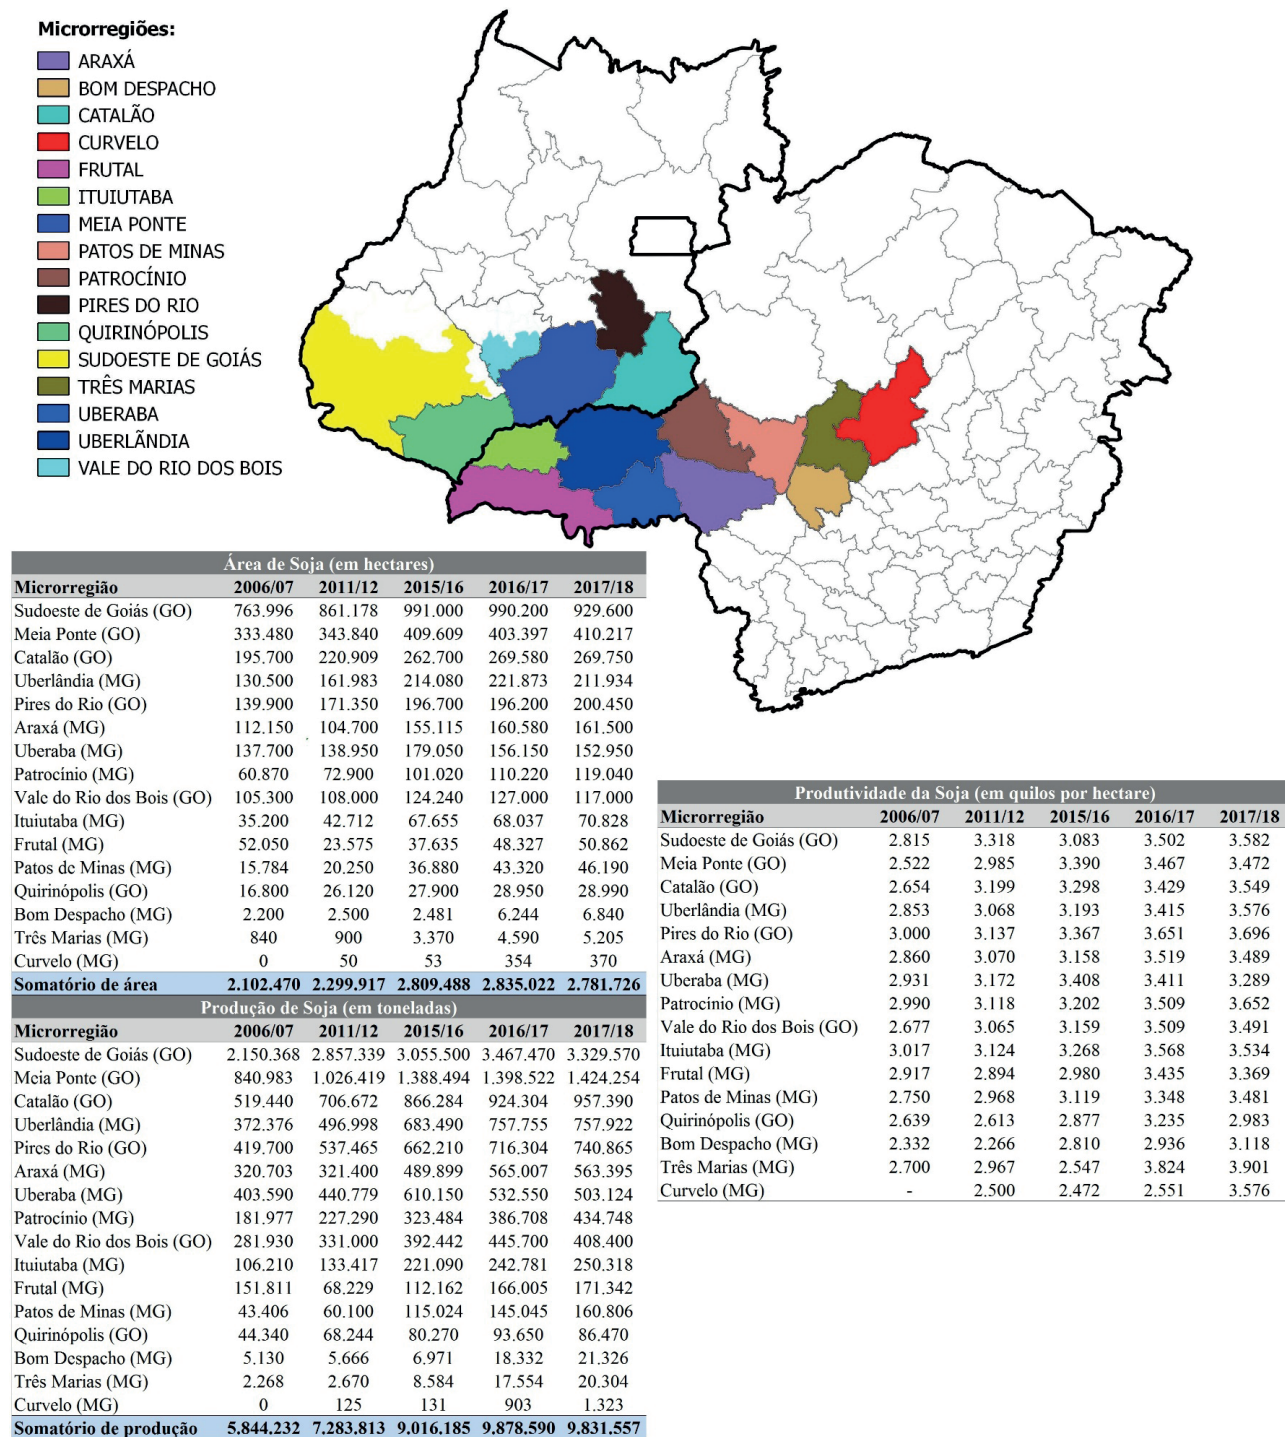 Microrregiões:
ARAXÁ
BOM DESPACHO
CATALÃO
CURVELO
FRUTAL
ITUIUTABA
MEIA PONTE
PATOS DE MINAS
PATROCÍNIO
PIRES DO RIO
QUIRINÓPOLIS
SUDOESTE DE GOIÁS
TRÊS MARIAS
UBERABA
UBERLÃNDIA
VALE DO RIO DOS BOIS
Área de Soja (em hectares)
Microrregião 2006/07 2011/12 2015/16 2016/17 2017/18
Sudoeste de Goiás (GO) 763.996 861.178 991.000 990.200 929.600
Meia Ponte (GO) 333.480 343.840 409.609 403.397 410.217
Catalão (GO) 195.700 220.909 262.700 269.580 269.750
Uberlândia (MG) 130.500 161.983 214.080 221.873 211.934
Pires do Rio (GO) 139.900 171.350 196.700 196.200 200.450
Araxá (MG) 112.150 104.700 155.115 160.580 161.500
Uberaba (MG) 137.700 138.950 179.050 156.150 152.950
Patrocínio (MG) 60.870 72.900 101.020 110.220 119.040
Vale do Rio dos Bois (GO) 105.300 108.000 124.240 127.000 117.000
Ituiutaba (MG) 35.200 42.712 67.655 68.037 70.828
Frutal (MG) 52.050 23.575 37.635 48.327 50.862
Patos de Minas (MG) 15.784 20.250 36.880 43.320 46.190
Quirinópolis (GO) 16.800 26.120 27.900 28.950 28.990
Bom Despacho (MG) 2.200 2.500 2.481 6.244 6.840
Três Marias (MG) 840 900 3.370 4.590 5.205
Curvelo (MG) 0 50 53 354 370
Somatório de área 2.102.470 2.299.917 2.809.488 2.835.022 2.781.726
Produção de Soja (em toneladas)
Microrregião 2006/07 2011/12 2015/16 2016/17 2017/18
Sudoeste de Goiás (GO) 2.150.368 2.857.339 3.055.500 3.467.470 3.329.570
Meia Ponte (GO) 840.983 1.026.419 1.388.494 1.398.522 1.424.254
Catalão (GO) 519.440 706.672 866.284 924.304 957.390
Uberlândia (MG) 372.376 496.998 683.490 757.755 757.922
Pires do Rio (GO) 419.700 537.465 662.210 716.304 740.865
Araxá (MG) 320.703 321.400 489.899 565.007 563.395
Uberaba (MG) 403.590 440.779 610.150 532.550 503.124
Patrocínio (MG) 181.977 227.290 323.484 386.708 434.748
Vale do Rio dos Bois (GO) 281.930 331.000 392.442 445.700 408.400
Ituiutaba (MG) 106.210 133.417 221.090 242.781 250.318
Frutal (MG) 151.811 68.229 112.162 166.005 171.342
Patos de Minas (MG) 43.406 60.100 115.024 145.045 160.806
Quirinópolis (GO) 44.340 68.244 80.270 93.650 86.470
Bom Despacho (MG) 5.130 5.666 6.971 18.332 21.326
Três Marias (MG) 2.268 2.670 8.584 17.554 20.304
Curvelo (MG) 0 125 131 903 1.323
Somatório de produção 5.844.232 7.283.813 9.016.185 9.878.590 9.831.557
Produtividade da Soja (em quilos por hectare)
Microrregião 2006/07 2011/12 2015/16 2016/17 2017/18
Sudoeste de Goiás (GO) 2.815 3.318 3.083 3.502 3.582
Meia Ponte (GO) 2.522 2.985 3.390 3.467 3.472
Catalão (GO) 2.654 3.199 3.298 3.429 3.549
Uberlândia (MG) 2.853 3.068 3.193 3.415 3.576
Pires do Rio (GO) 3.000 3.137 3.367 3.651 3.696
Araxá (MG) 2.860 3.070 3.158 3.519 3.489
Uberaba (MG) 2.931 3.172 3.408 3.411 3.289
Patrocínio (MG) 2.990 3.118 3.202 3.509 3.652
Vale do Rio dos Bois (GO) 2.677 3.065 3.159 3.509 3.491
Ituiutaba (MG) 3.017 3.124 3.268 3.568 3.534
Frutal (MG) 2.917 2.894 2.980 3.435 3.369
Patos de Minas (MG) 2.750 2.968 3.119 3.348 3.481
Quirinópolis (GO) 2.639 2.613 2.877 3.235 2.983
Bom Despacho (MG) 2.332 2.266 2.810 2.936 3.118
Três Marias (MG) 2.700 2.967 2.547 3.824 3.901
Curvelo (MG) - 2.500 2.472 2.551 3.576